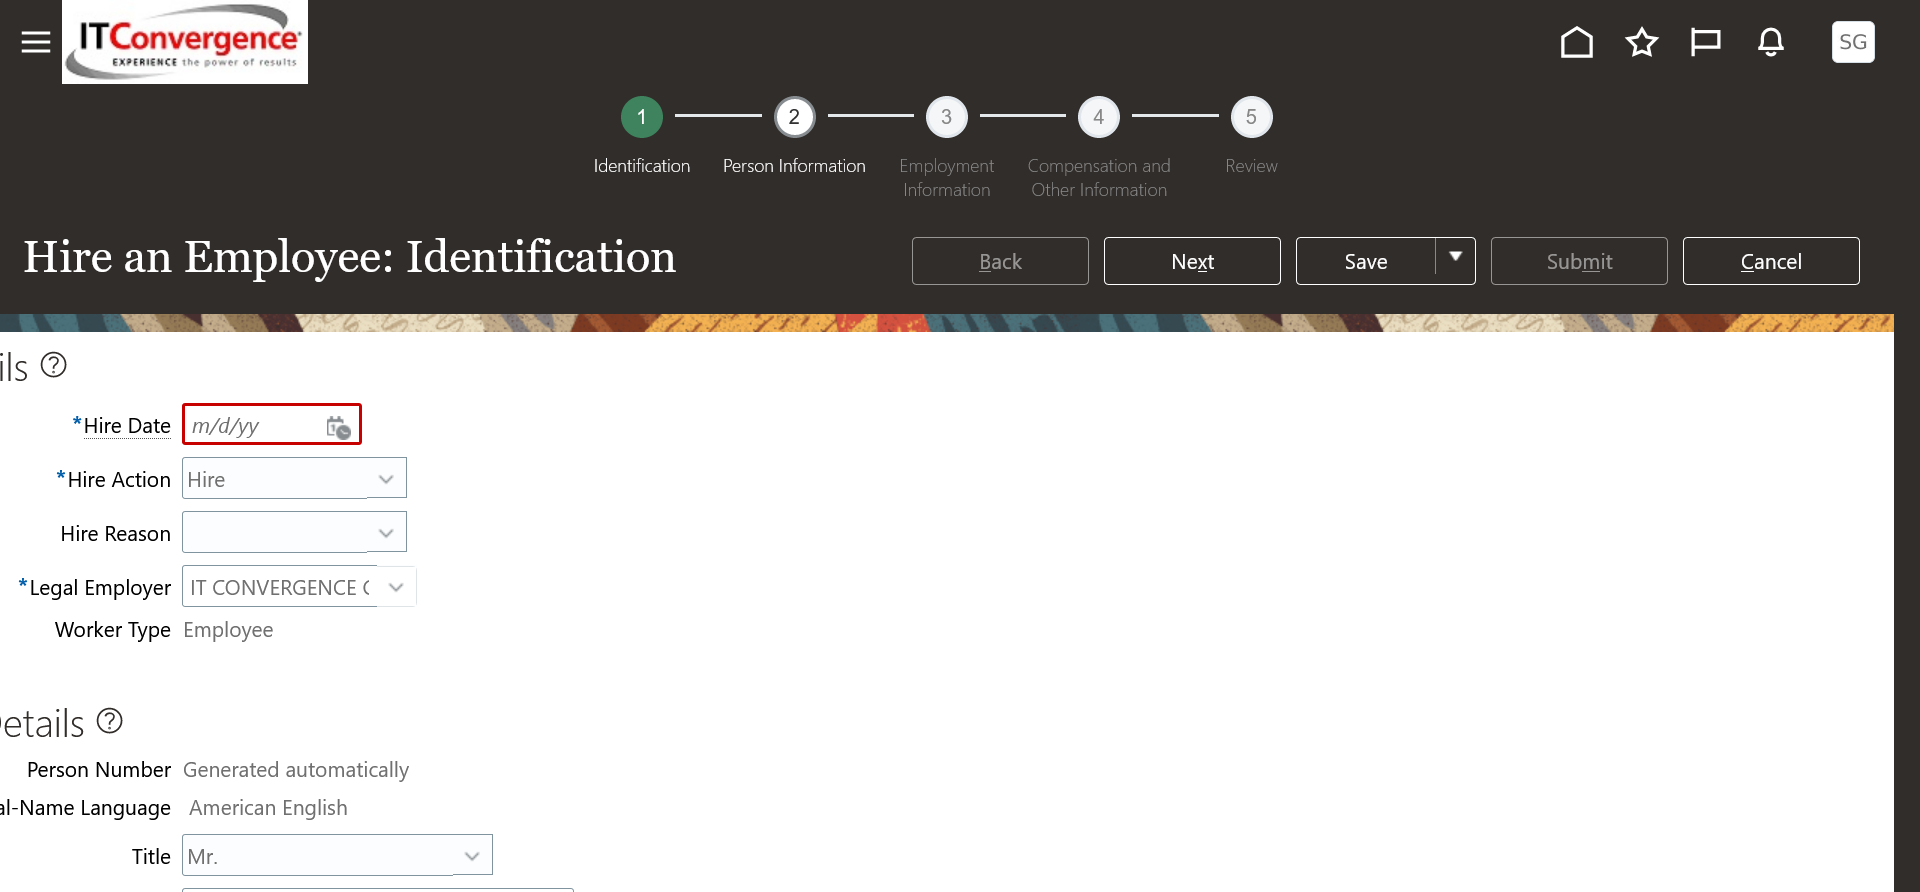 ITConvergence
EXPERIENCE the power of results
SG
1
2
3
4
5
Identification
Person Information
Employment Information
Compensation and Other Information
Review
Hire an Employee: Identification
Back
Next
Save
Submit
Cancel
ils ?
*Hire Date m/d/yy
*Hire Action Hire
Hire Reason
*Legal Employer IT CONVERGENCE
Worker Type Employee
etails ?
Person Number Generated automatically
al-Name Language American English
Title Mr.